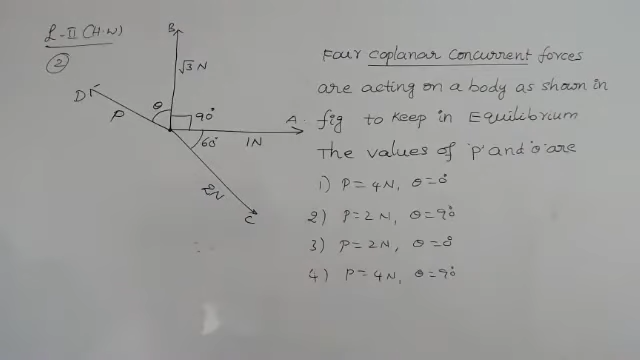 L-II (H.W)
②
B
√3 N
D
θ
P
90°
A
60°
1N
2N
C
Four coplanar concurrent forces
are acting on a body as shown in
fig to keep in Equilibrium
The values of 'p' and 'θ' are
1) P = 4N, θ = 0°
2) P = 2N, θ = 90°
3) P = 2N, θ = 0°
4) P = 4N, θ = 90°